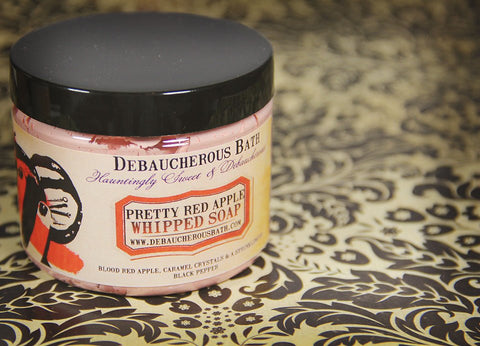 DEBAUCHEROUS BATH
Hauntingly Sweet &
PRETTY RED APPLE
WHIPPED SOAP
WWW.DEBAUCHEROUSBATH.COM
BLOOD RED APPLE, CARAMEL CRYSTALS & A
BLACK PEPPER